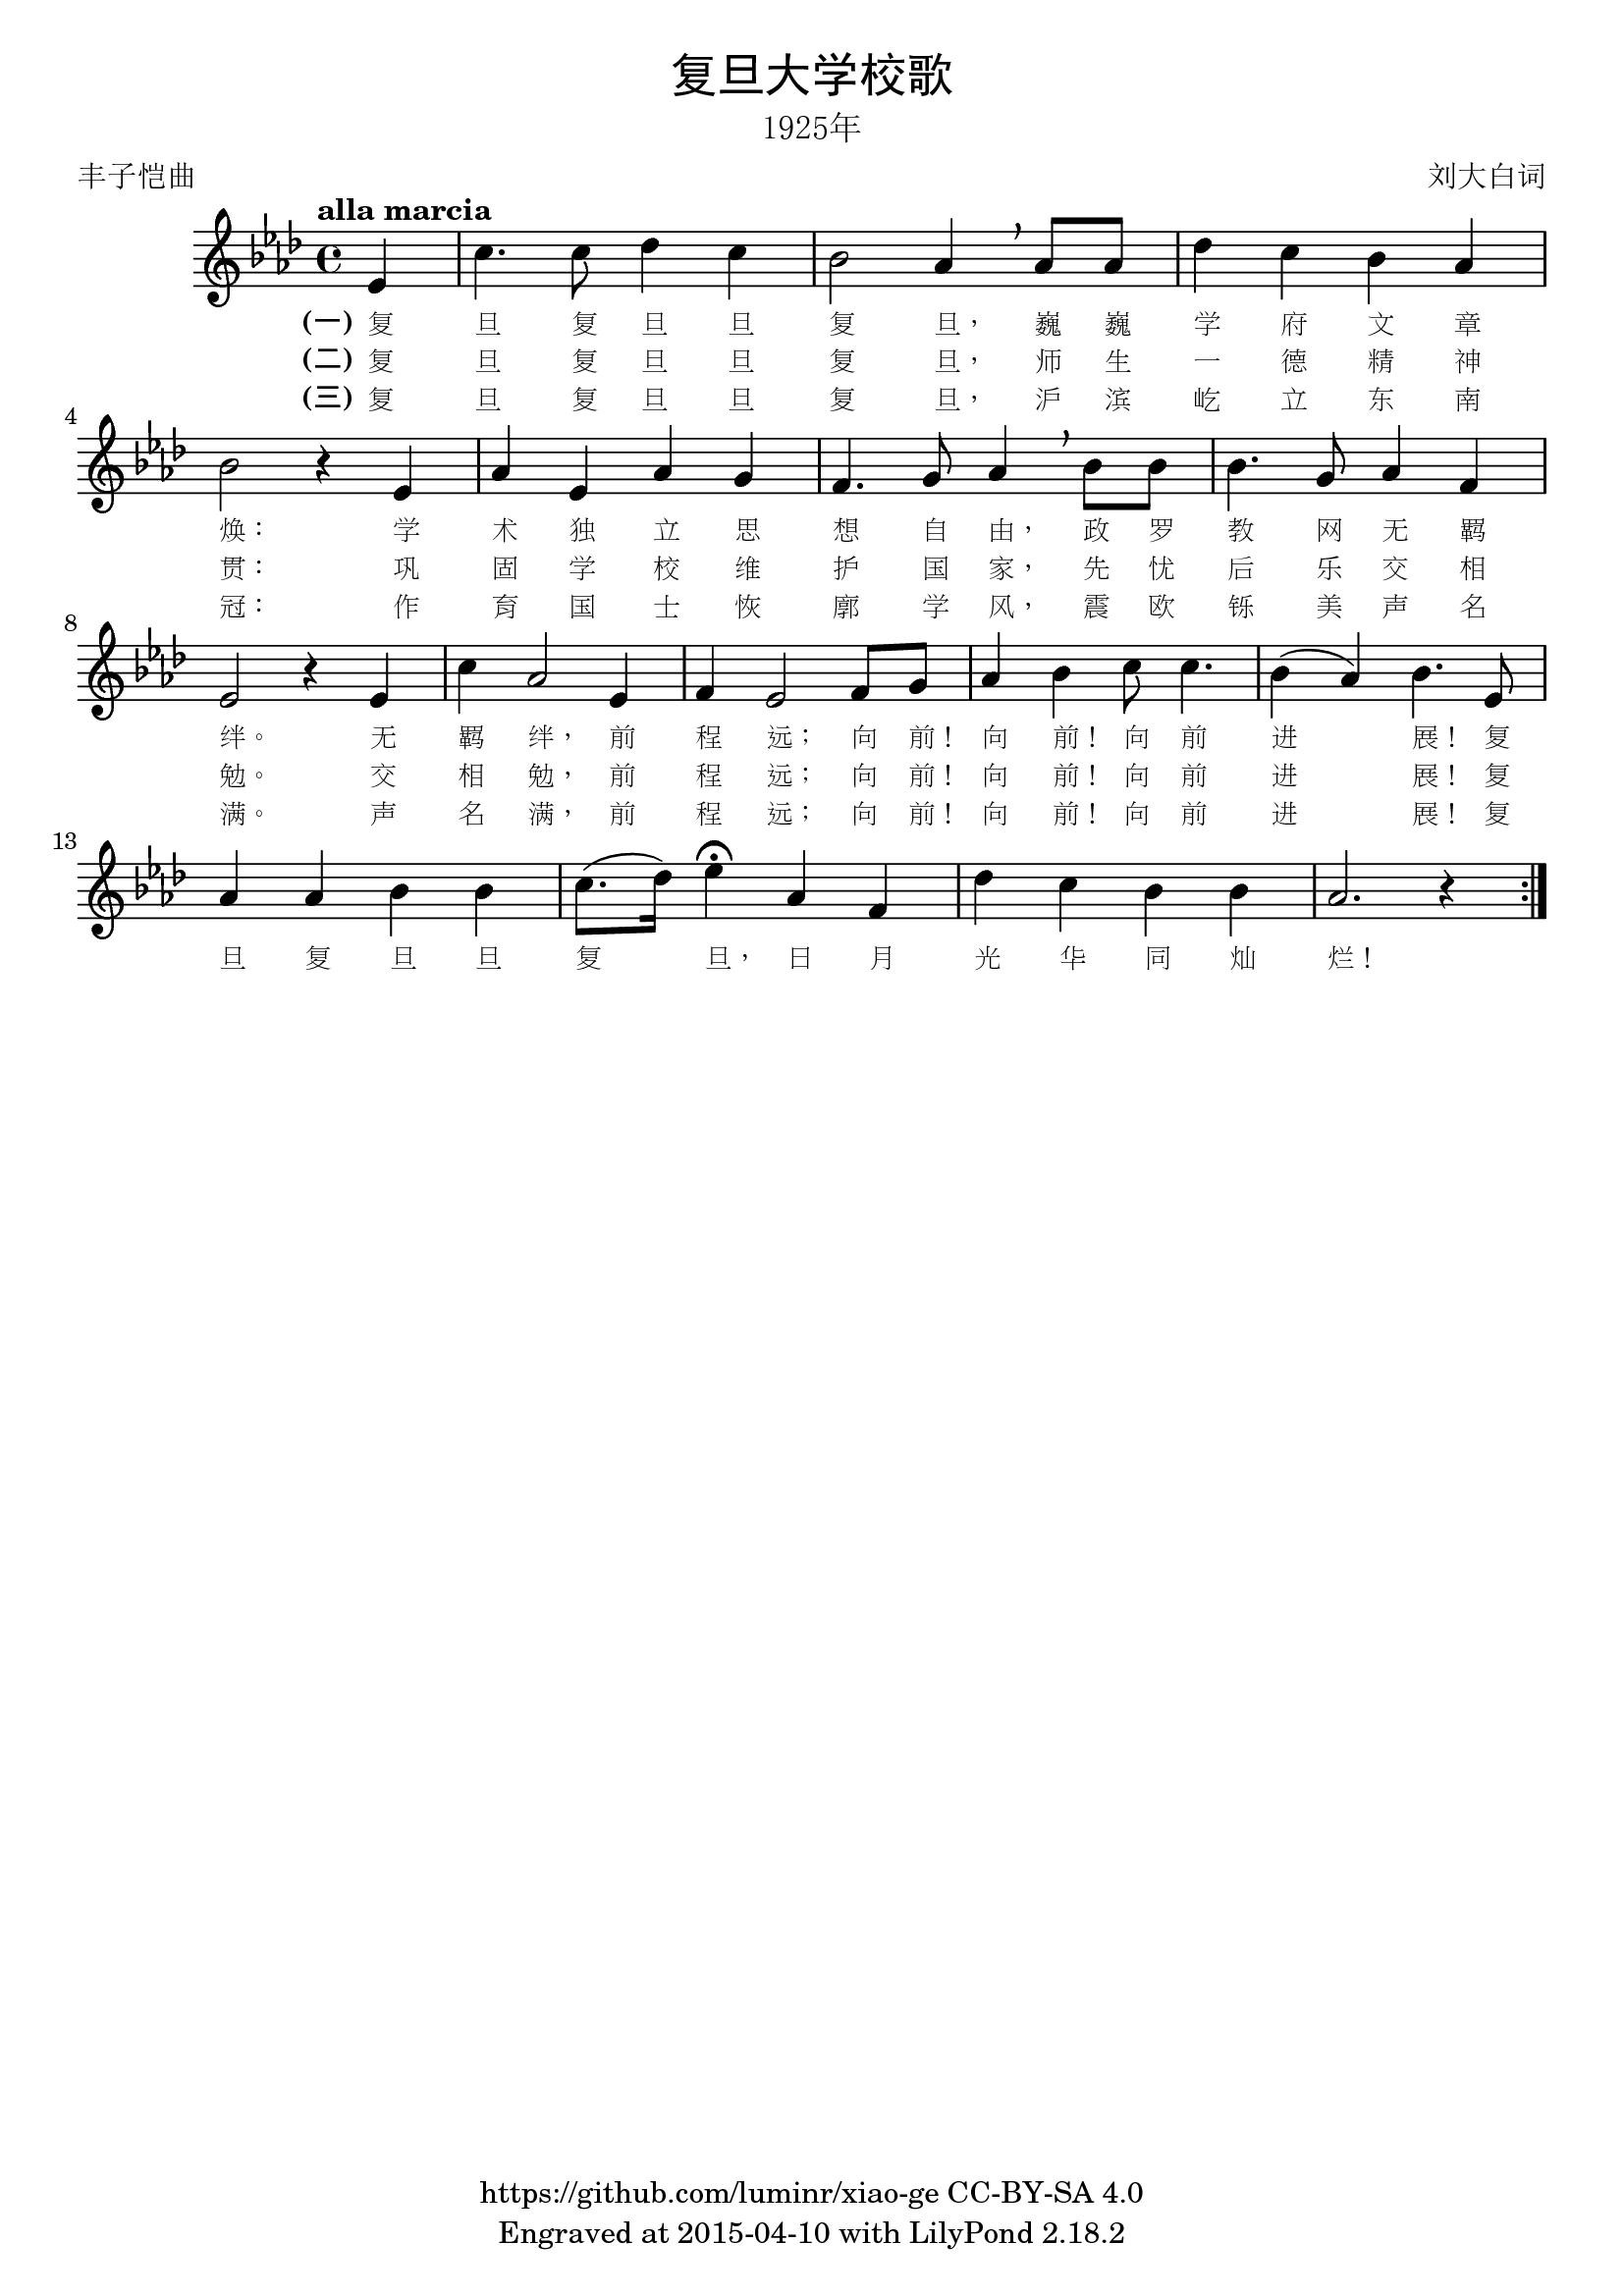 复旦大学校歌
1925年
丰子恺曲 刘大白词
alla marcia
(一) 复 旦 复 旦 旦 复 旦， 巍 巍 学 府 文 章
(二) 复 旦 复 旦 旦 复 旦， 师 生 一 德 精 神
(三) 复 旦 复 旦 旦 复 旦， 沪 滨 屹 立 东 南
4
焕： 学 术 独 立 思 想 自 由， 政 罗 教 网 无 羁
贯： 巩 固 学 校 维 护 国 家， 先 忧 后 乐 交 相
冠： 作 育 国 士 恢 廓 学 风， 震 欧 铄 美 声 名
8
绊。 无 羁 绊， 前 程 远； 向 前！ 向 前！ 向 前 进 展！ 复
勉。 交 相 勉， 前 程 远； 向 前！ 向 前！ 向 前 进 展！ 复
满。 声 名 满， 前 程 远； 向 前！ 向 前！ 向 前 进 展！ 复
13
旦 复 旦 旦 复 旦， 日 月 光 华 同 灿 烂！
https://github.com/luminr/xiao-ge CC-BY-SA 4.0
Engraved at 2015-04-10 with LilyPond 2.18.2